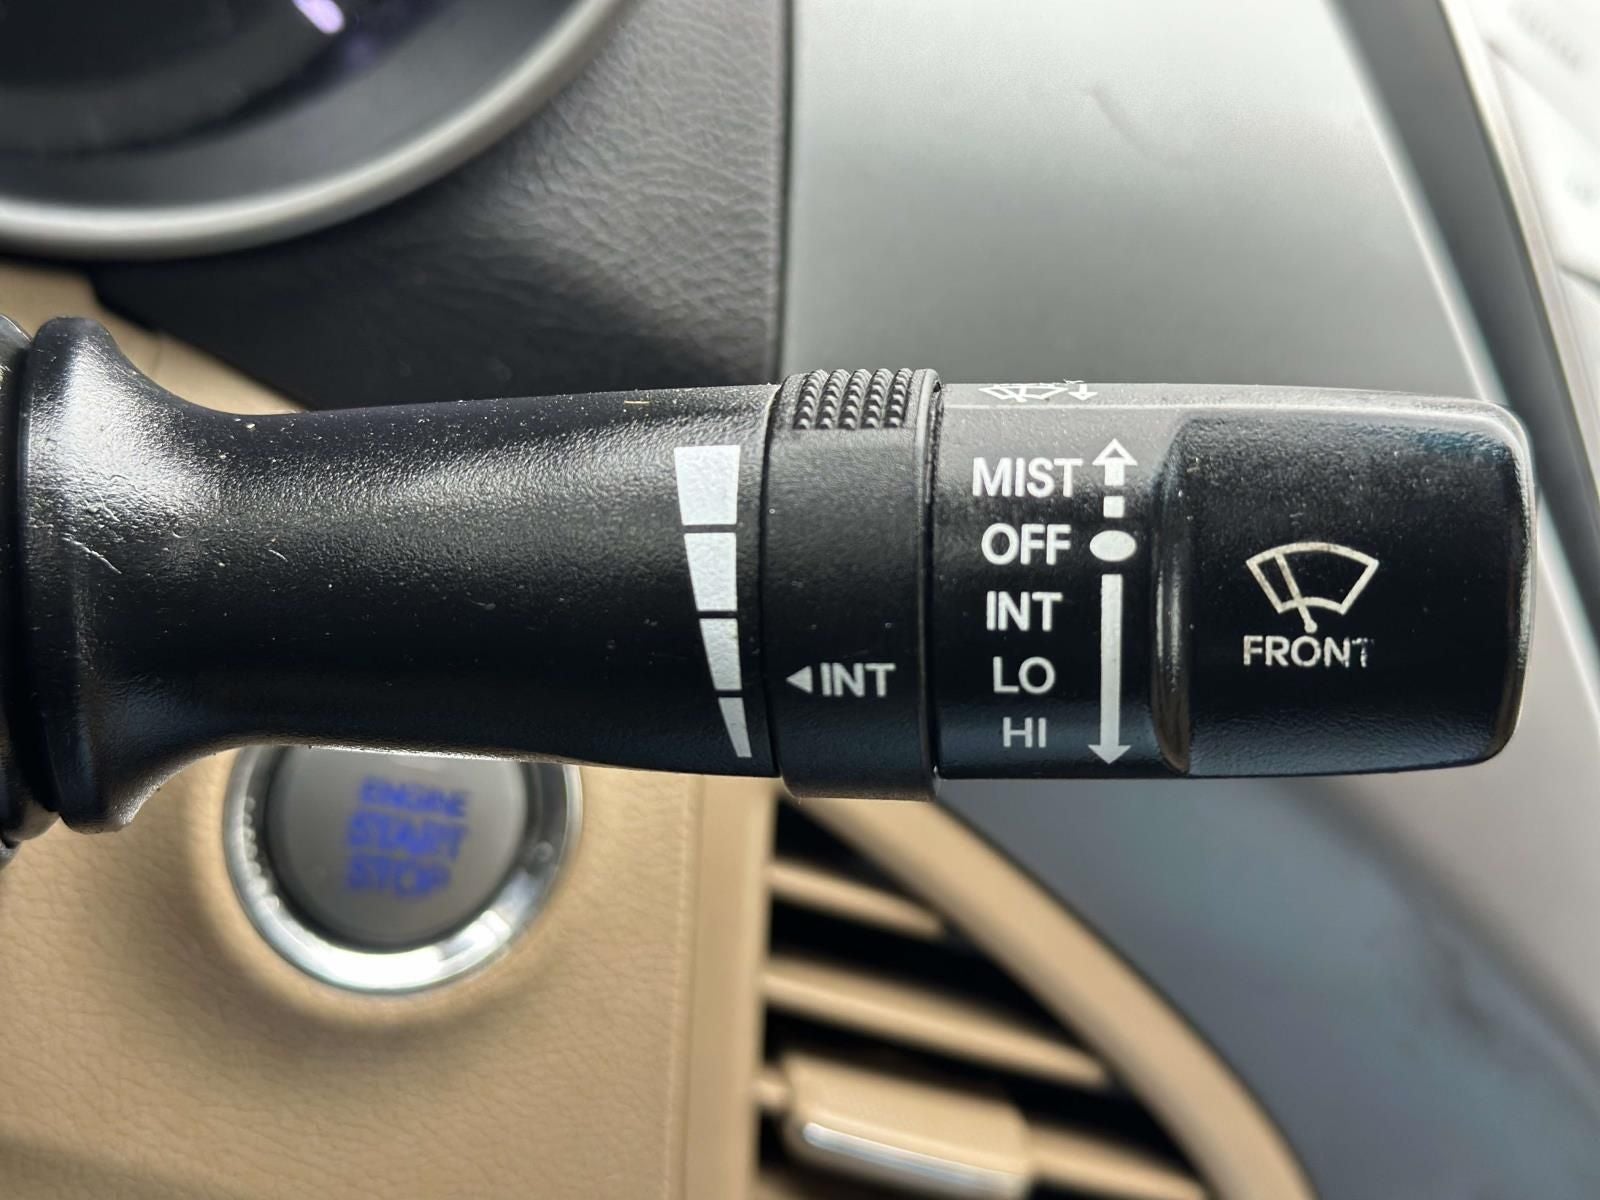 MIST
OFF
INT
LO
HI
INT
FRONT
ENGINE
START
STOP